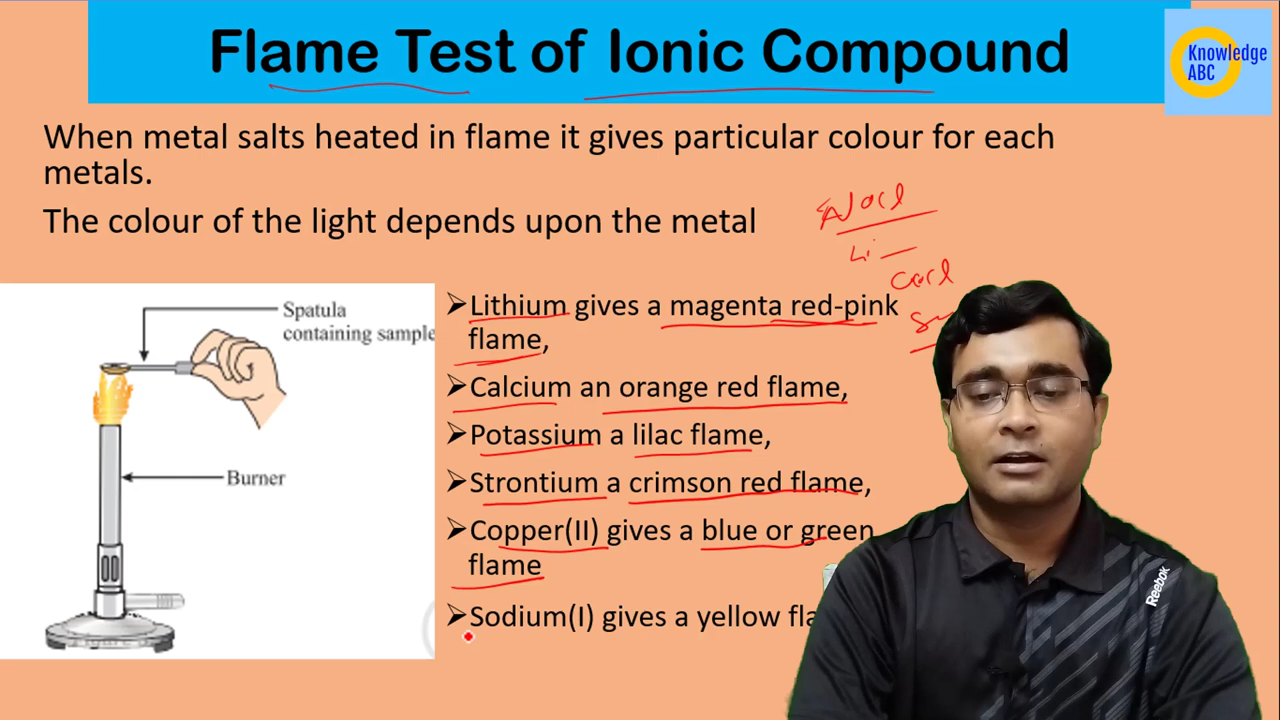 Flame Test of Ionic Compound
Knowledge
ABC
When metal salts heated in flame it gives particular colour for each
metals.
The colour of the light depends upon the metal
Spatula
containing sample
Burner
➤Lithium gives a magenta red-pink
flame,
➤Calcium an orange red flame,
➤Potassium a lilac flame,
➤Strontium a crimson red flame,
➤Copper(II) gives a blue or green
flame
➤Sodium(I) gives a yellow
NaCl
Li
Reebok